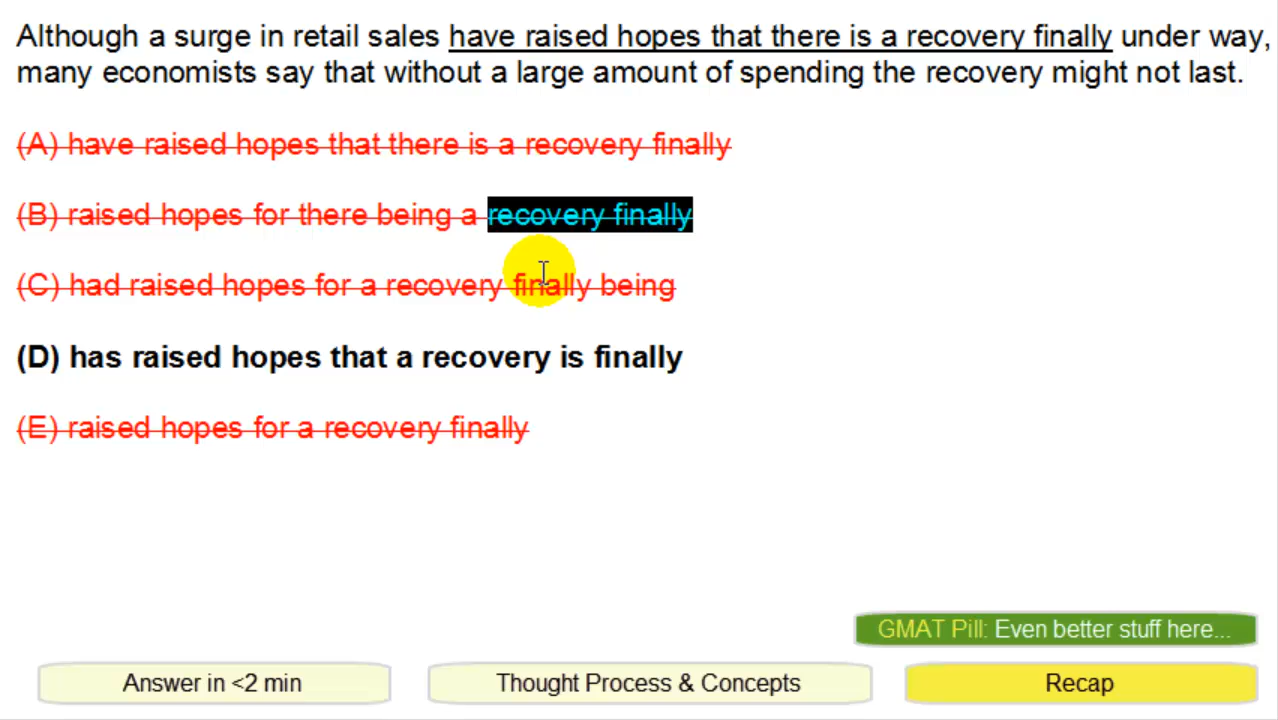 Although a surge in retail sales have raised hopes that there is a recovery finally under way,
many economists say that without a large amount of spending the recovery might not last.
(A) have raised hopes that there is a recovery finally
(B) raised hopes for there being a recovery finally
(C) had raised hopes for a recovery finally being
(D) has raised hopes that a recovery is finally
(E) raised hopes for a recovery finally
GMAT Pill: Even better stuff here...
Answer in <2 min
Thought Process & Concepts
Recap